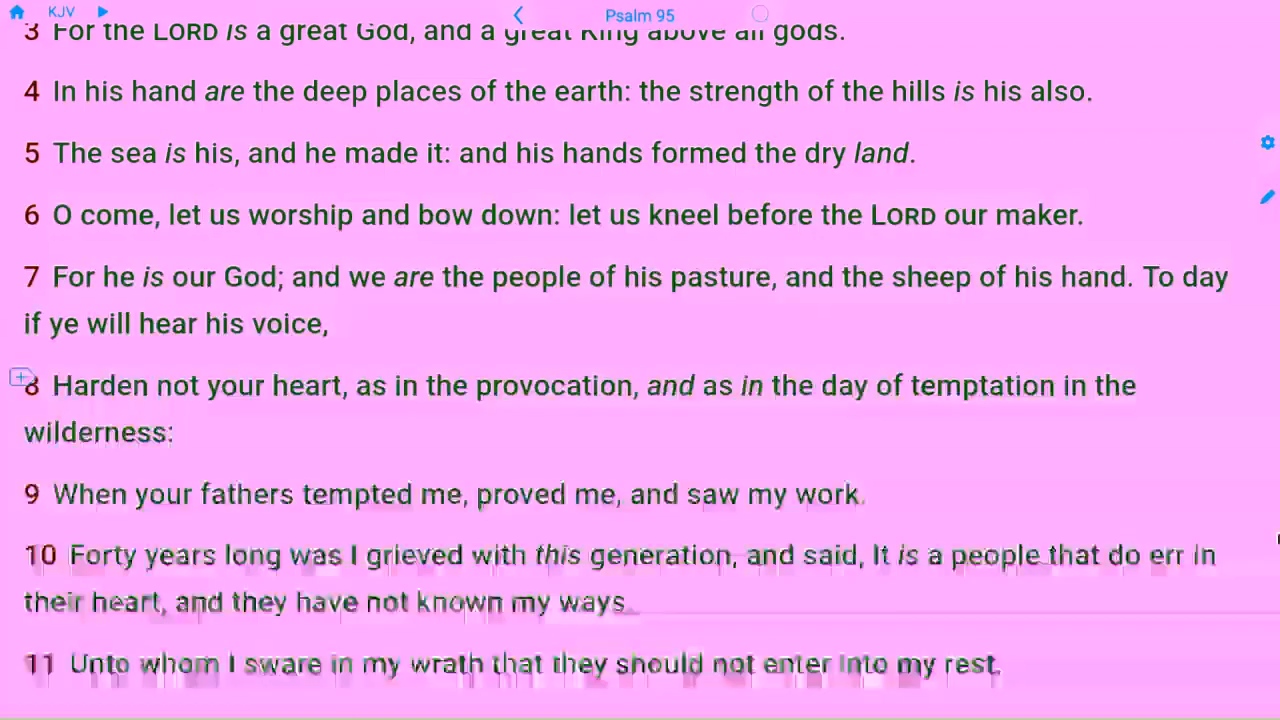 KJV
Psalm 95
3 For the LORD is a great God, and a great King above all gods.
4 In his hand are the deep places of the earth: the strength of the hills is his also.
5 The sea is his, and he made it: and his hands formed the dry land.
6 O come, let us worship and bow down: let us kneel before the LORD our maker.
7 For he is our God; and we are the people of his pasture, and the sheep of his hand. To day
if ye will hear his voice,
8 Harden not your heart, as in the provocation, and as in the day of temptation in the
wilderness:
9 When your fathers tempted me, proved me, and saw my work.
10 Forty years long was I grieved with this generation, and said, It is a people that do err in
their heart, and they have not known my ways.
11 Unto whom I sware in my wrath that they should not enter into my rest.